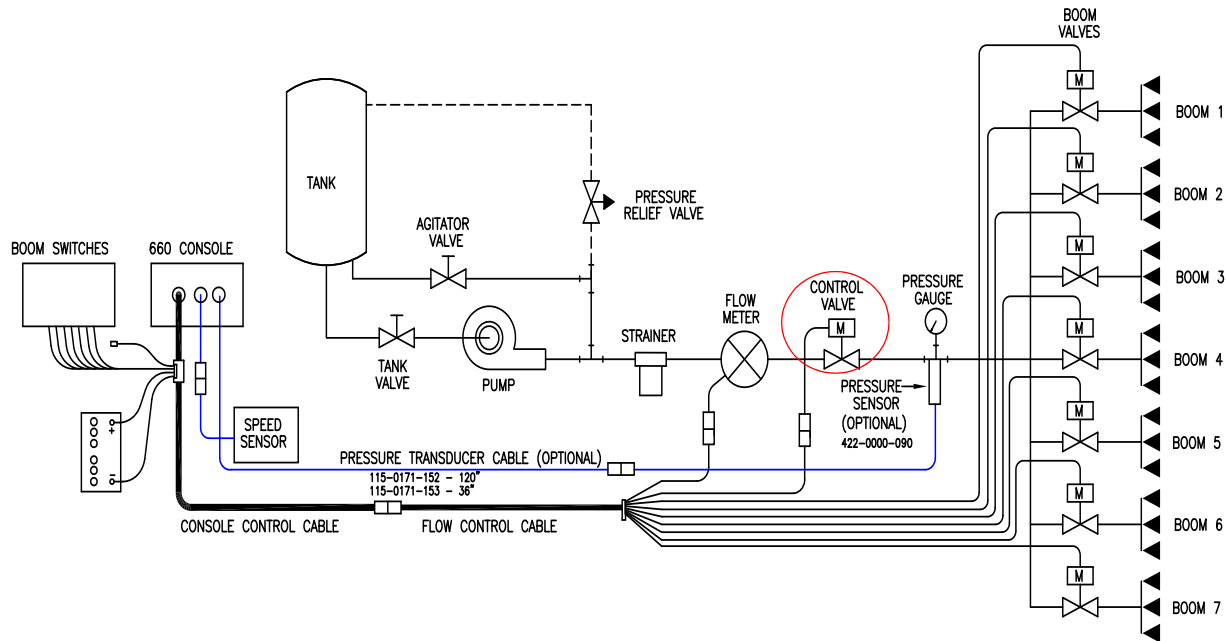 BOOM
VALVES
M
BOOM 1
M
BOOM 2
TANK
PRESSURE
RELIEF VALVE
AGITATOR
VALVE
BOOM SWITCHES
660 CONSOLE
M
BOOM 3
CONTROL
VALVE
M
PRESSURE
GAUGE
FLOW
METER
STRAINER
M
BOOM 4
TANK
VALVE
PUMP
PRESSURE
SENSOR
(OPTIONAL)
422-0000-090
M
BOOM 5
+
-
SPEED
SENSOR
PRESSURE TRANSDUCER CABLE (OPTIONAL)
115-0171-152 - 120"
115-0171-153 - 36"
CONSOLE CONTROL CABLE
FLOW CONTROL CABLE
M
BOOM 6
M
BOOM 7